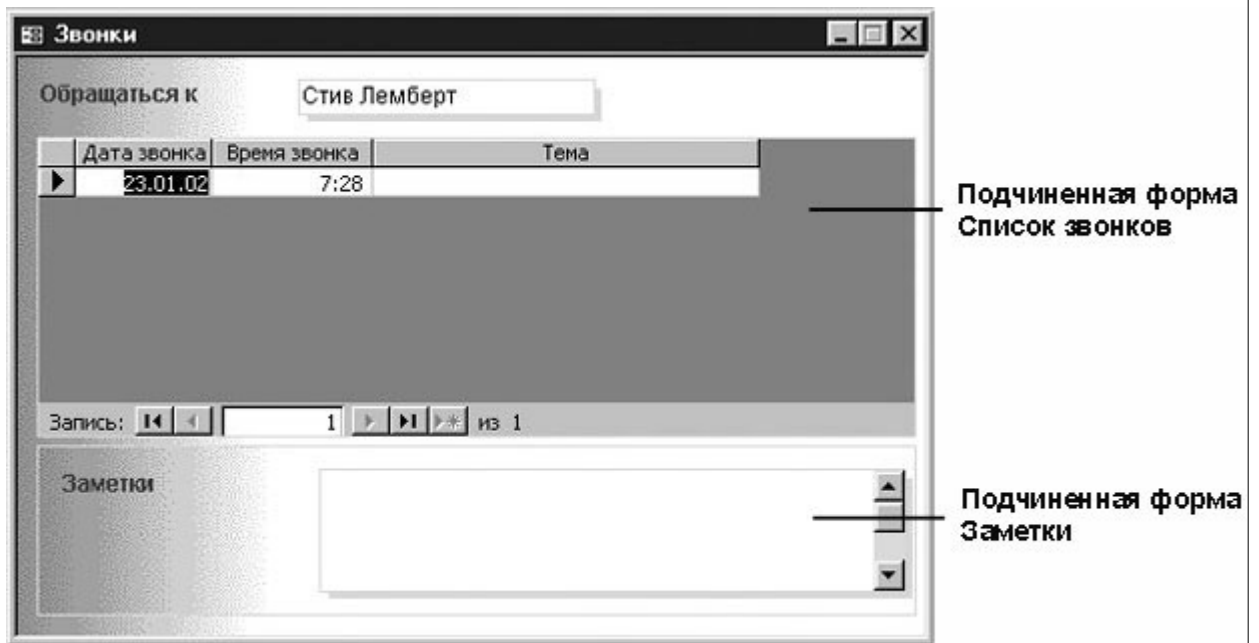 Звонки
Обращаться к Стив Лемберт
Дата звонка Время звонка Тема
23.01.02 7:28
Подчиненная форма
Список звонков
Запись: 1 из 1
Заметки
Подчиненная форма
Заметки